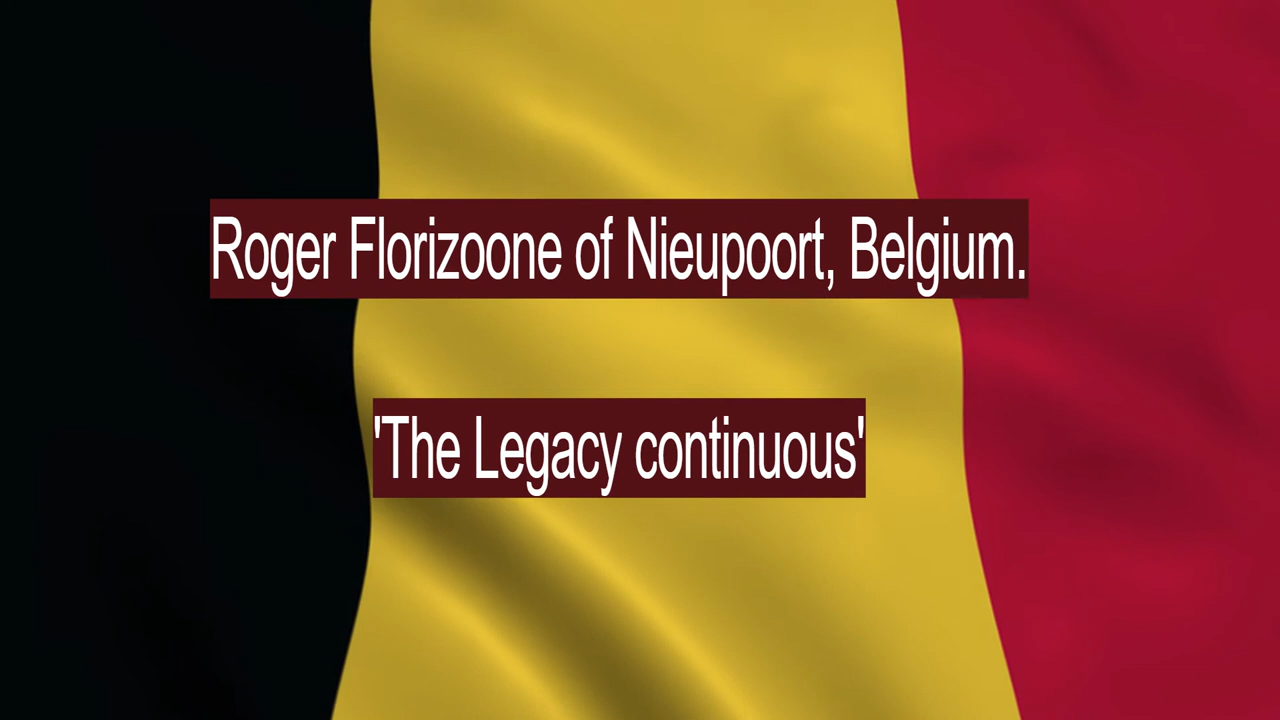 Roger Florizoone of Nieupoort, Belgium.
'The Legacy continuous'